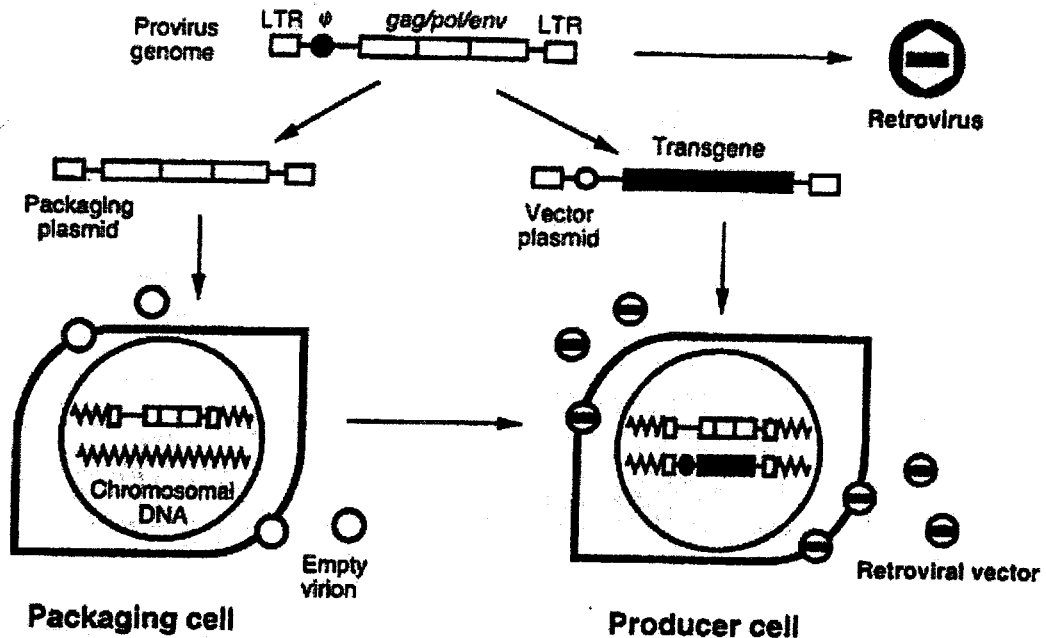 Provirus
genome
LTR ψ gag/pol/env LTR
Retrovirus
Packaging
plasmid
Transgene
Vector
plasmid
Chromosomal
DNA
Empty
virion
Packaging cell
Retroviral vector
Producer cell